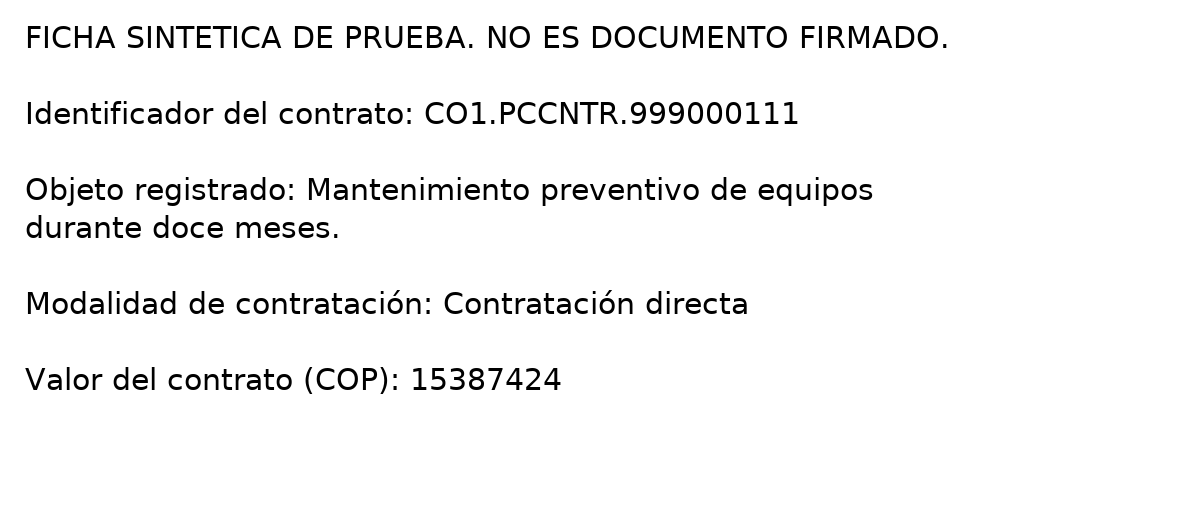 FICHA SINTETICA DE PRUEBA. NO ES DOCUMENTO FIRMADO.
Identificador del contrato: CO1.PCCNTR.999000111
Objeto registrado: Mantenimiento preventivo de equipos
durante doce meses.
Modalidad de contratación: Contratación directa
Valor del contrato (COP): 15387424